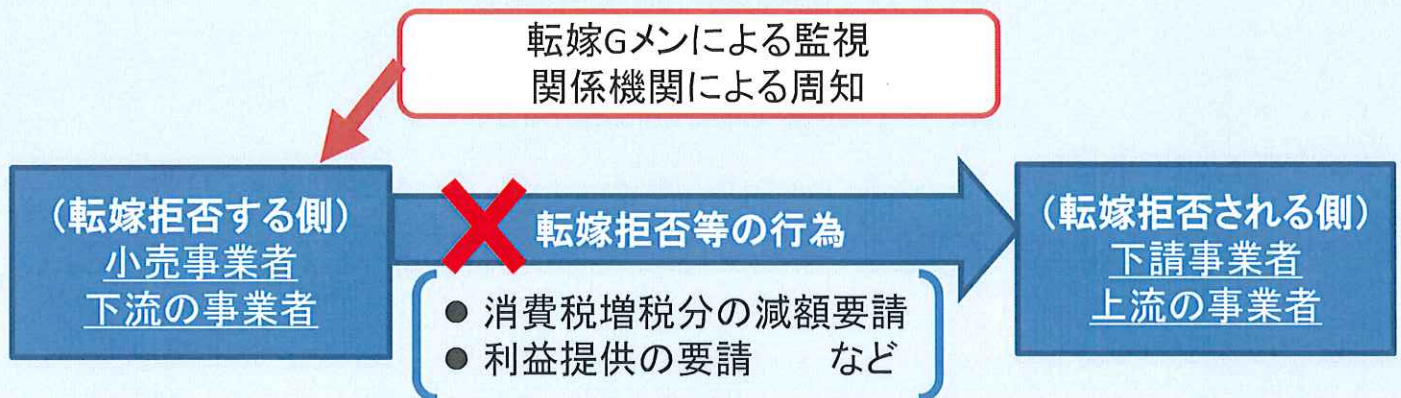 転嫁Gメンによる監視
関係機関による周知
(転嫁拒否する側)
小売事業者
下流の事業者
転嫁拒否等の行為
● 消費税増税分の減額要請
● 利益提供の要請　　など
(転嫁拒否される側)
下請事業者
上流の事業者